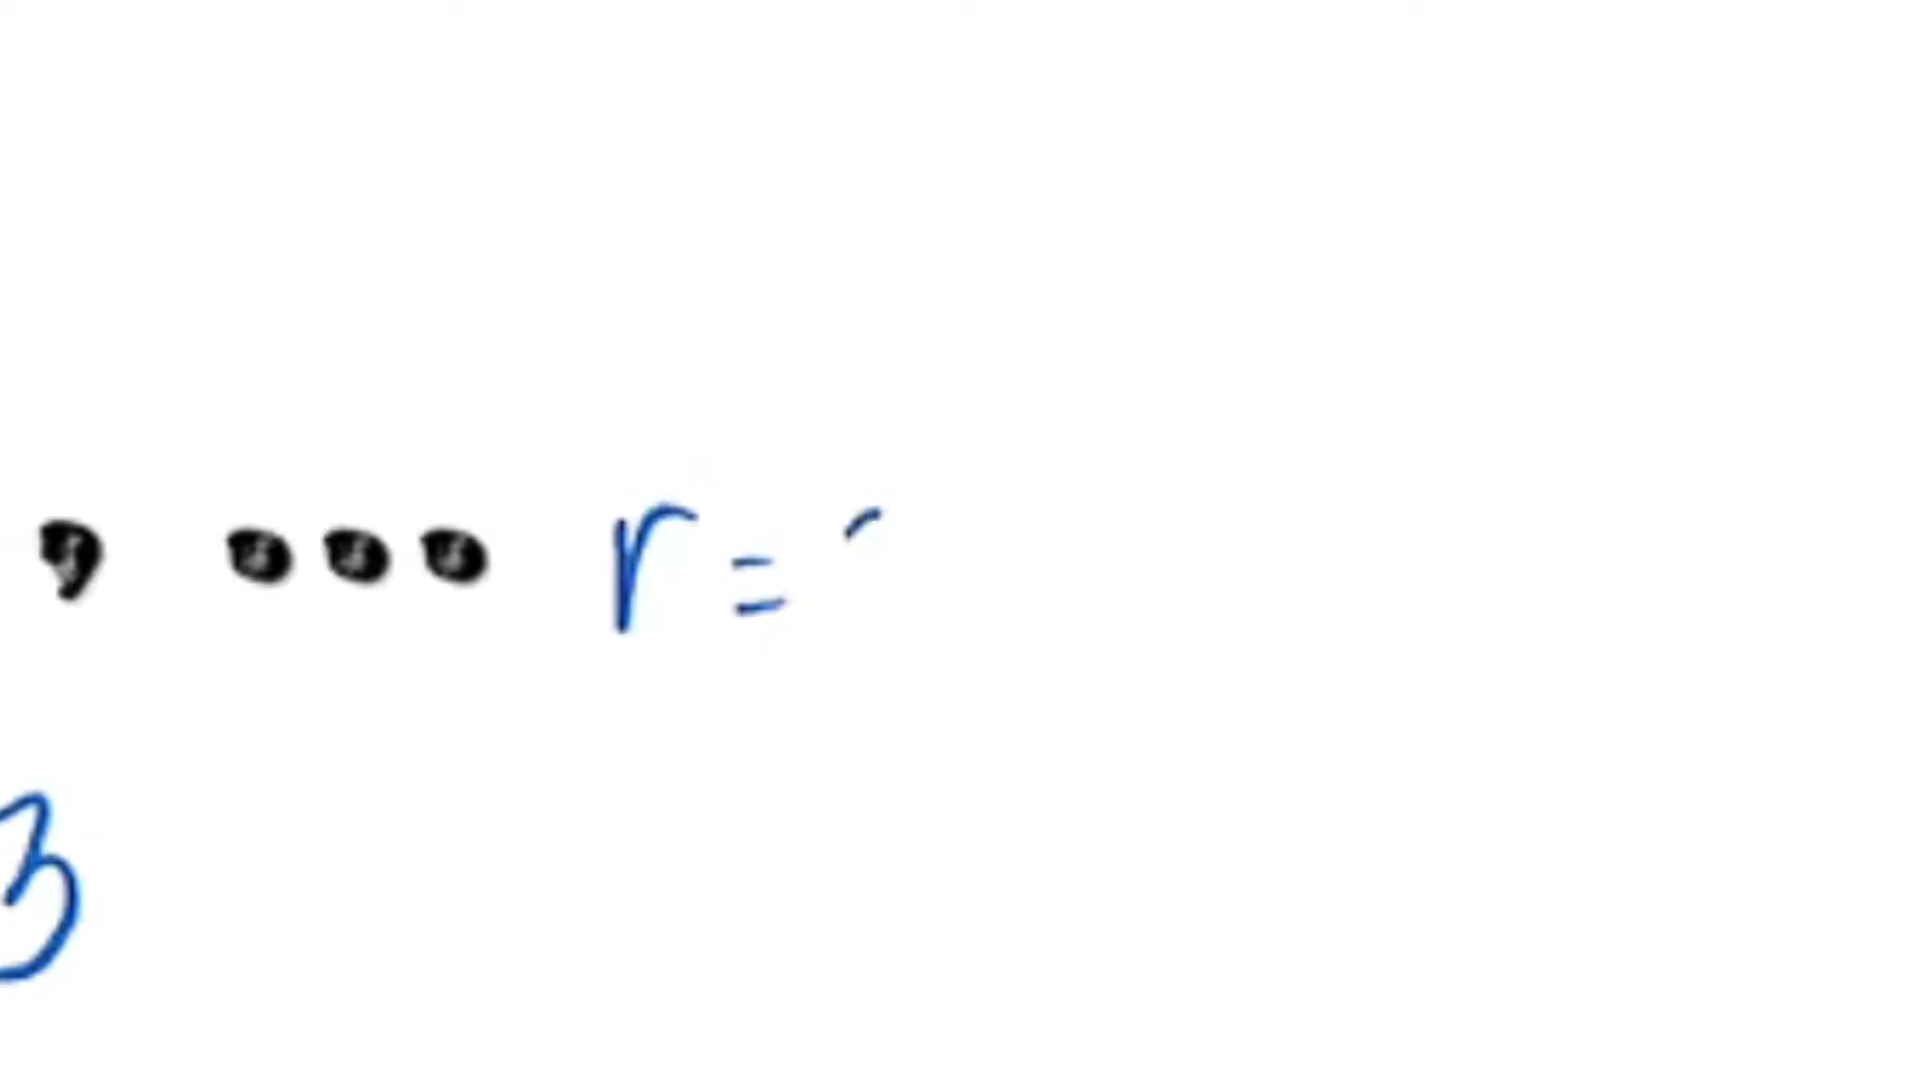 , ... r =
3